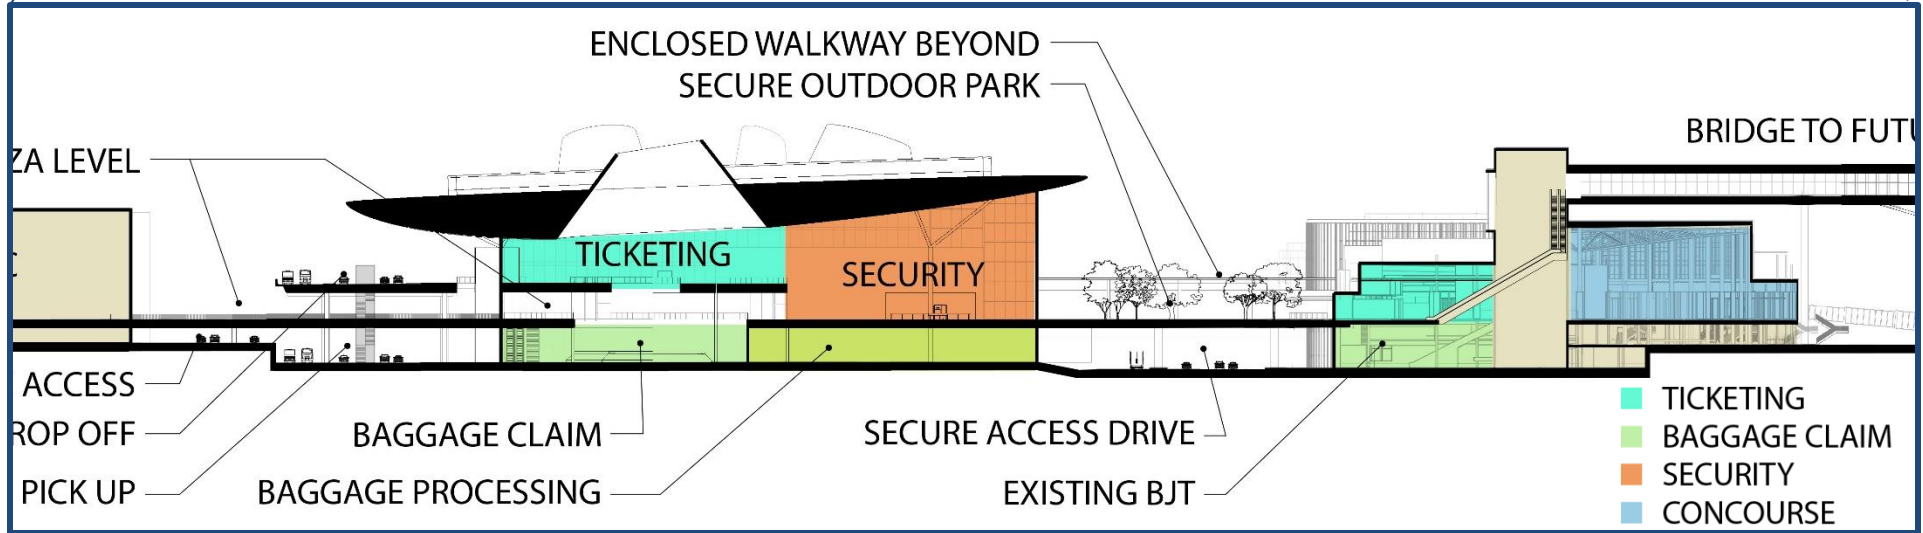 ENCLOSED WALKWAY BEYOND
SECURE OUTDOOR PARK
BRIDGE TO FUTU
ZA LEVEL
TICKETING
SECURITY
C
ACCESS
ROP OFF
PICK UP
BAGGAGE CLAIM
BAGGAGE PROCESSING
SECURE ACCESS DRIVE
EXISTING BJT
TICKETING
BAGGAGE CLAIM
SECURITY
CONCOURSE